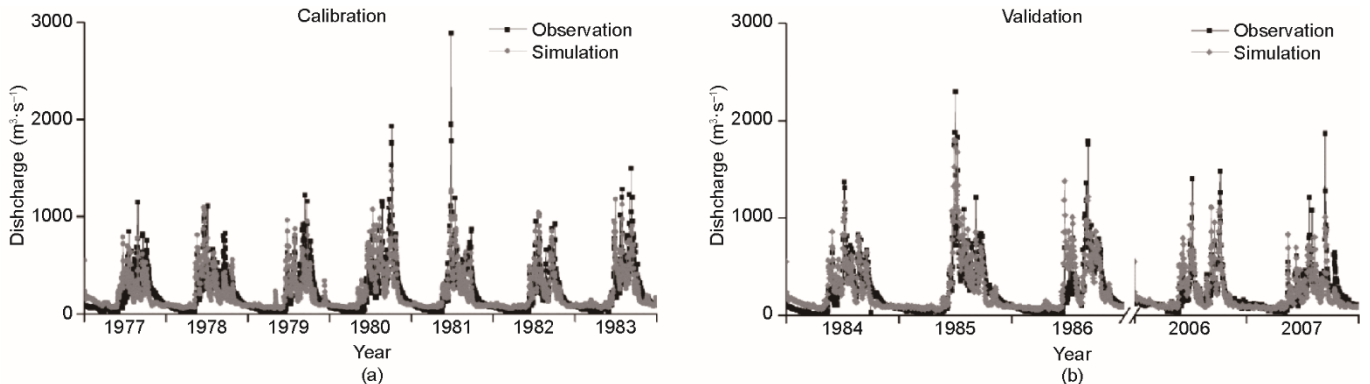 Calibration
Observation
Simulation
3000
2000
1000
0
Dishcharge (m³·s⁻¹)
1977 1978 1979 1980 1981 1982 1983
Year
(a)
Validation
Observation
Simulation
3000
2000
1000
0
Dishcharge (m³·s⁻¹)
1984 1985 1986 2006 2007
Year
(b)